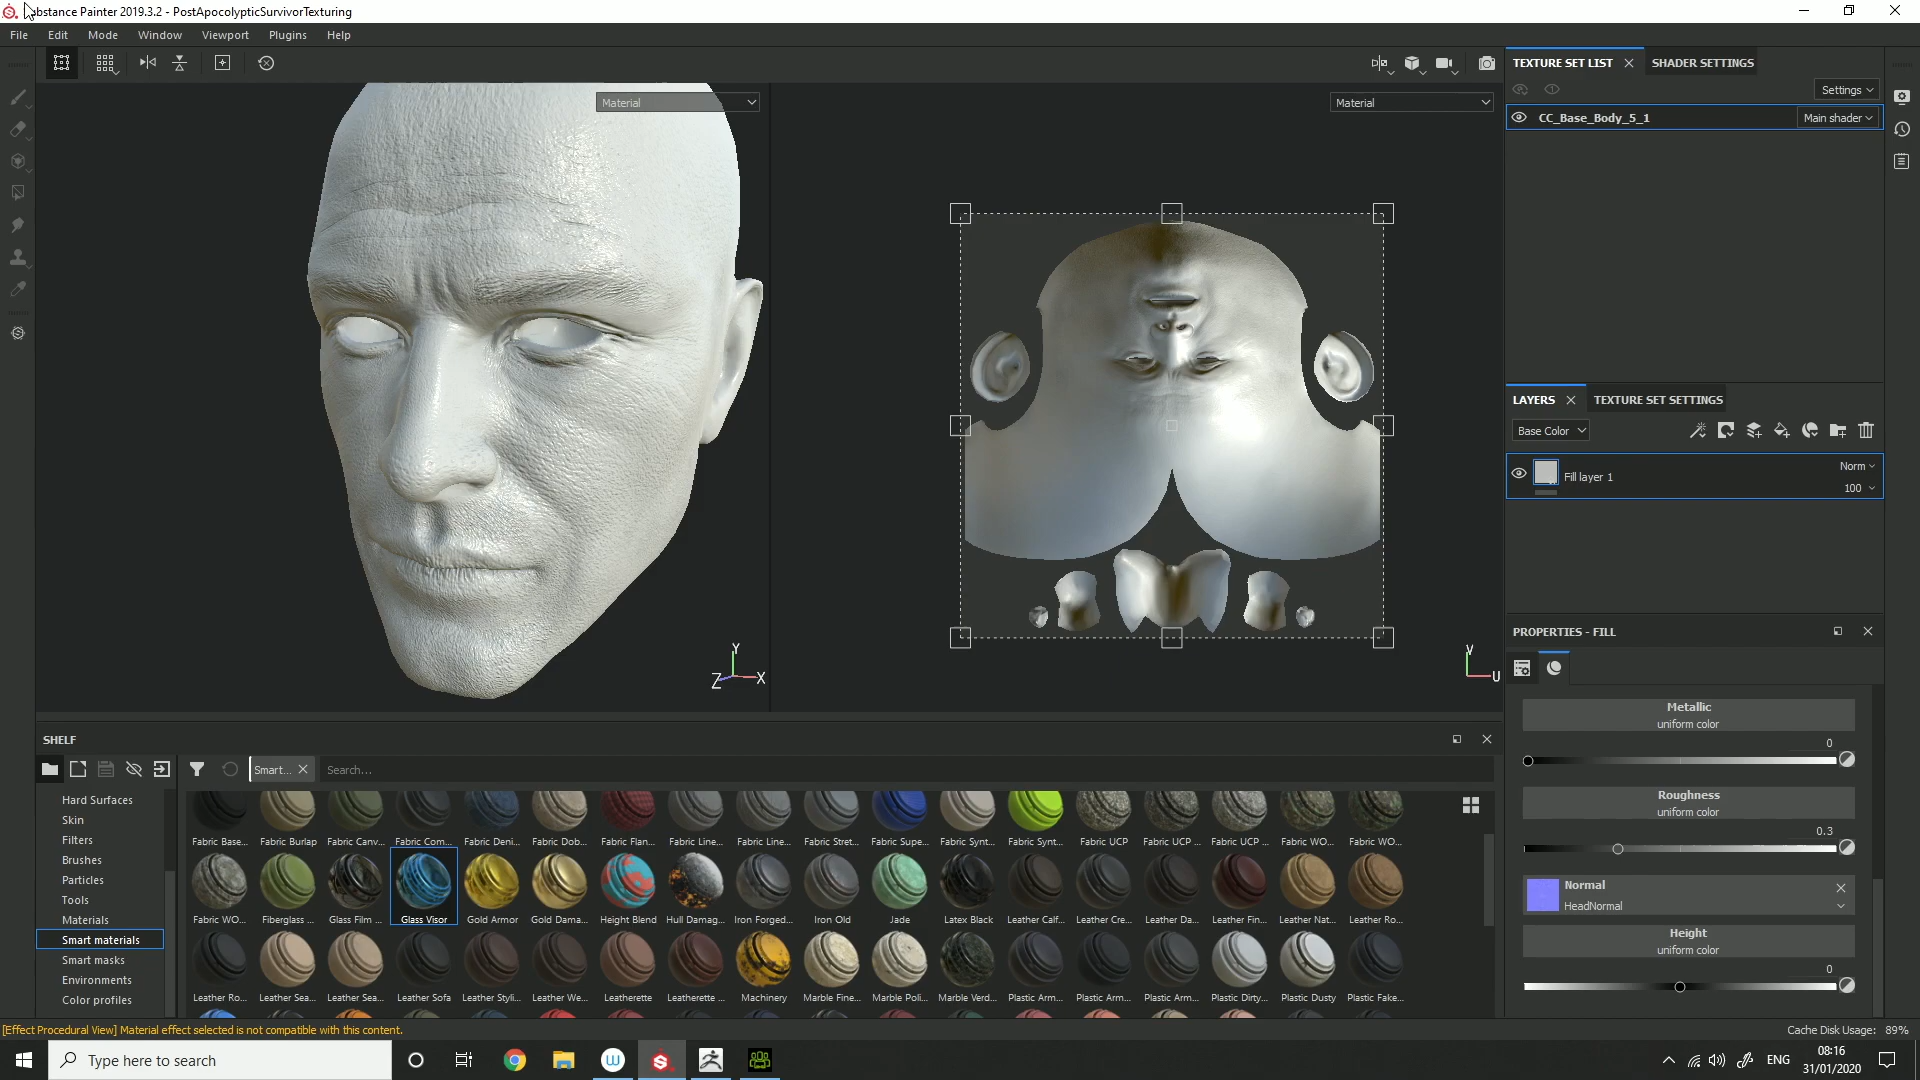 bstance Painter 2019.3.2 - PostApocolypticSurvivorTexturing
File Edit Mode Window Viewport Plugins Help
Material
Material
TEXTURE SET LIST
SHADER SETTINGS
Settings
CC_Base_Body_5_1
Main shader
LAYERS
TEXTURE SET SETTINGS
Base Color
Fill layer 1
Norm
100
Y
Z
X
V
U
PROPERTIES - FILL
Metallic
uniform color
0
Roughness
uniform color
0.3
Normal
HeadNormal
Height
uniform color
0
SHELF
Smart...
Search...
Hard Surfaces
Skin
Filters
Brushes
Particles
Tools
Materials
Smart materials
Smart masks
Environments
Color profiles
Fabric Base... Fabric Burlap Fabric Canv... Fabric Com... Fabric Deni... Fabric Dob... Fabric Flan... Fabric Line... Fabric Line... Fabric Stret... Fabric Supe... Fabric Synt... Fabric Synt... Fabric UCP Fabric UCP ... Fabric UCP ... Fabric WO... Fabric WO...
Fabric WO... Fiberglass ... Glass Film ... Glass Visor Gold Armor Gold Dama... Height Blend Hull Damag... Iron Forged... Iron Old Jade Latex Black Leather Calf... Leather Cre... Leather Da... Leather Fin... Leather Nat... Leather Ro...
Leather Ro... Leather Sea... Leather Sea... Leather Sofa Leather Styli... Leather We... Leatherette Leatherette ... Machinery Marble Fine... Marble Poli... Marble Verd... Plastic Arm... Plastic Arm... Plastic Arm... Plastic Dirty... Plastic Dusty Plastic Fake...
[Effect Procedural View] Material effect selected is not compatible with this content.
Cache Disk Usage: 89%
Type here to search
ENG
08:16
31/01/2020